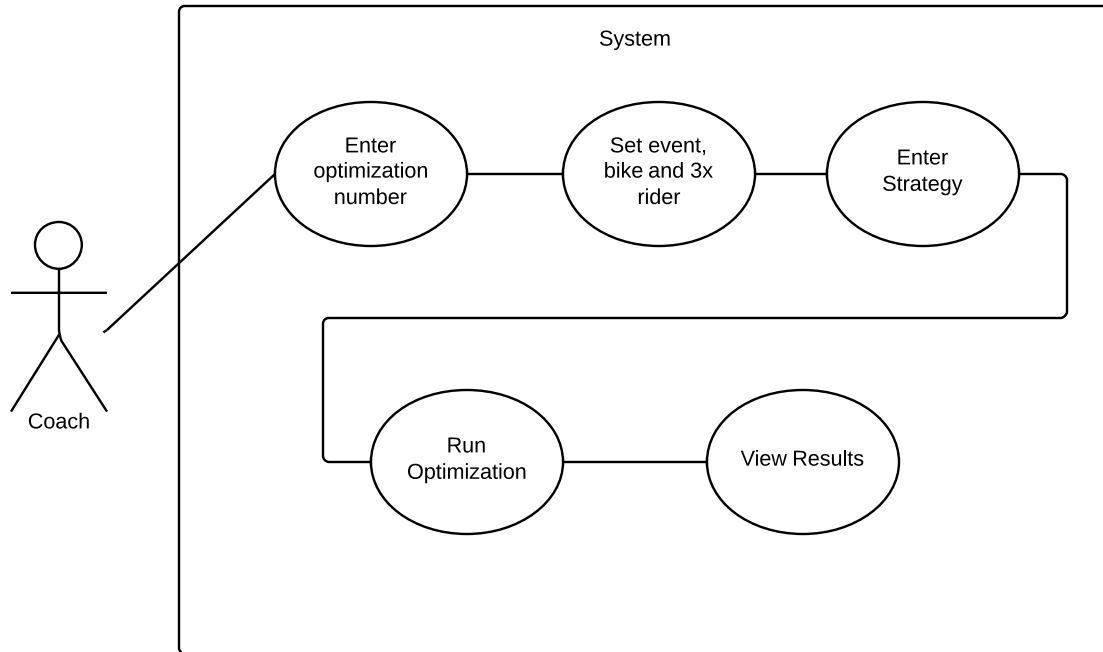 System
Enter
optimization
number
Set event,
bike and 3x
rider
Enter
Strategy
Coach
Run
Optimization
View Results